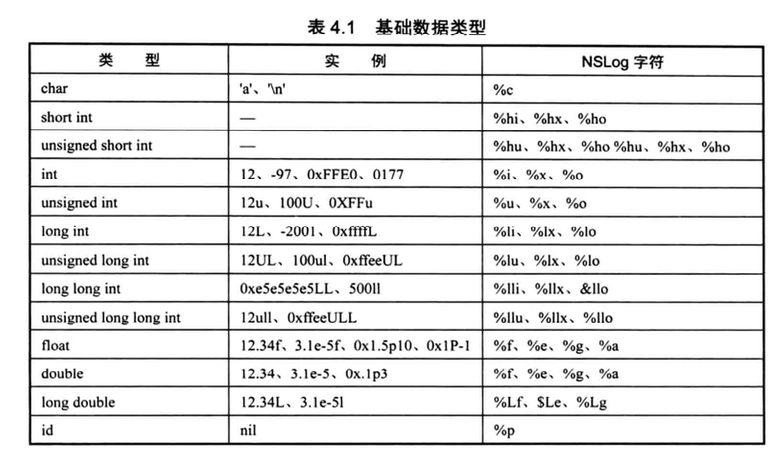 表 4.1 基础数据类型
类 型 实 例 NSLog 字符
char 'a'、'\n' %c
short int — %hi、%hx、%ho
unsigned short int — %hu、%hx、%ho %hu、%hx、%ho
int 12、-97、0xFFE0、0177 %i、%x、%o
unsigned int 12u、100U、0XFFu %u、%x、%o
long int 12L、-2001、0xffffL %li、%lx、%lo
unsigned long int 12UL、100ul、0xffeeUL %lu、%lx、%lo
long long int 0xe5e5e5e5LL、500ll %lli、%llx、&llo
unsigned long long int 12ull、0xffeeULL %llu、%llx、%llo
float 12.34f、3.1e-5f、0x1.5p10、0x1P-1 %f、%e、%g、%a
double 12.34、3.1e-5、0x.1p3 %f、%e、%g、%a
long double 12.34L、3.1e-5l %Lf、$Le、%Lg
id nil %p